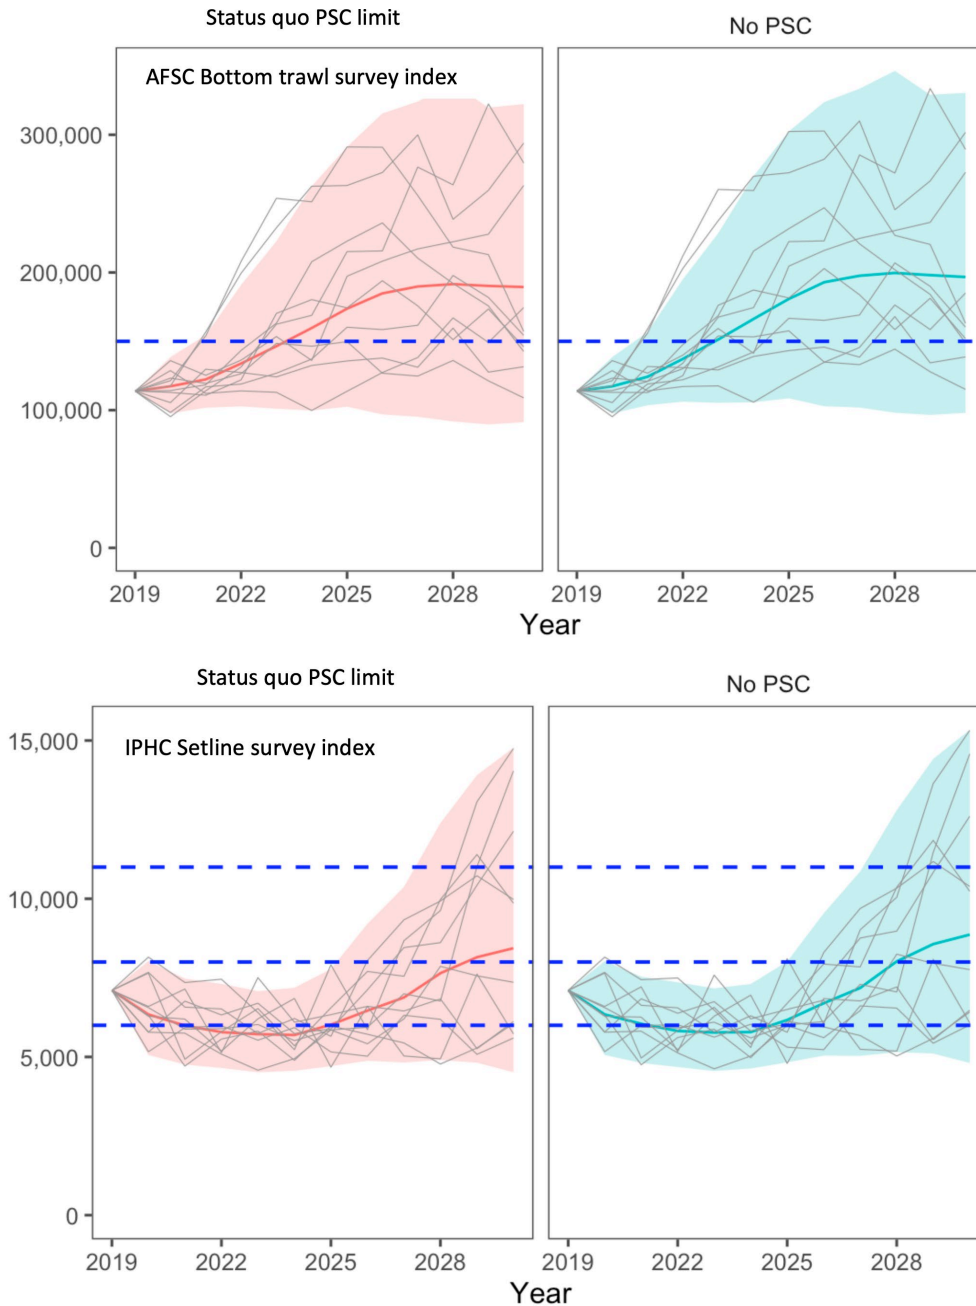 Status quo PSC limit
No PSC
AFSC Bottom trawl survey index
300,000
200,000
100,000
0
2019 2022 2025 2028
2019 2022 2025 2028
Year
Status quo PSC limit
No PSC
IPHC Setline survey index
15,000
10,000
5,000
0
2019 2022 2025 2028
2019 2022 2025 2028
Year